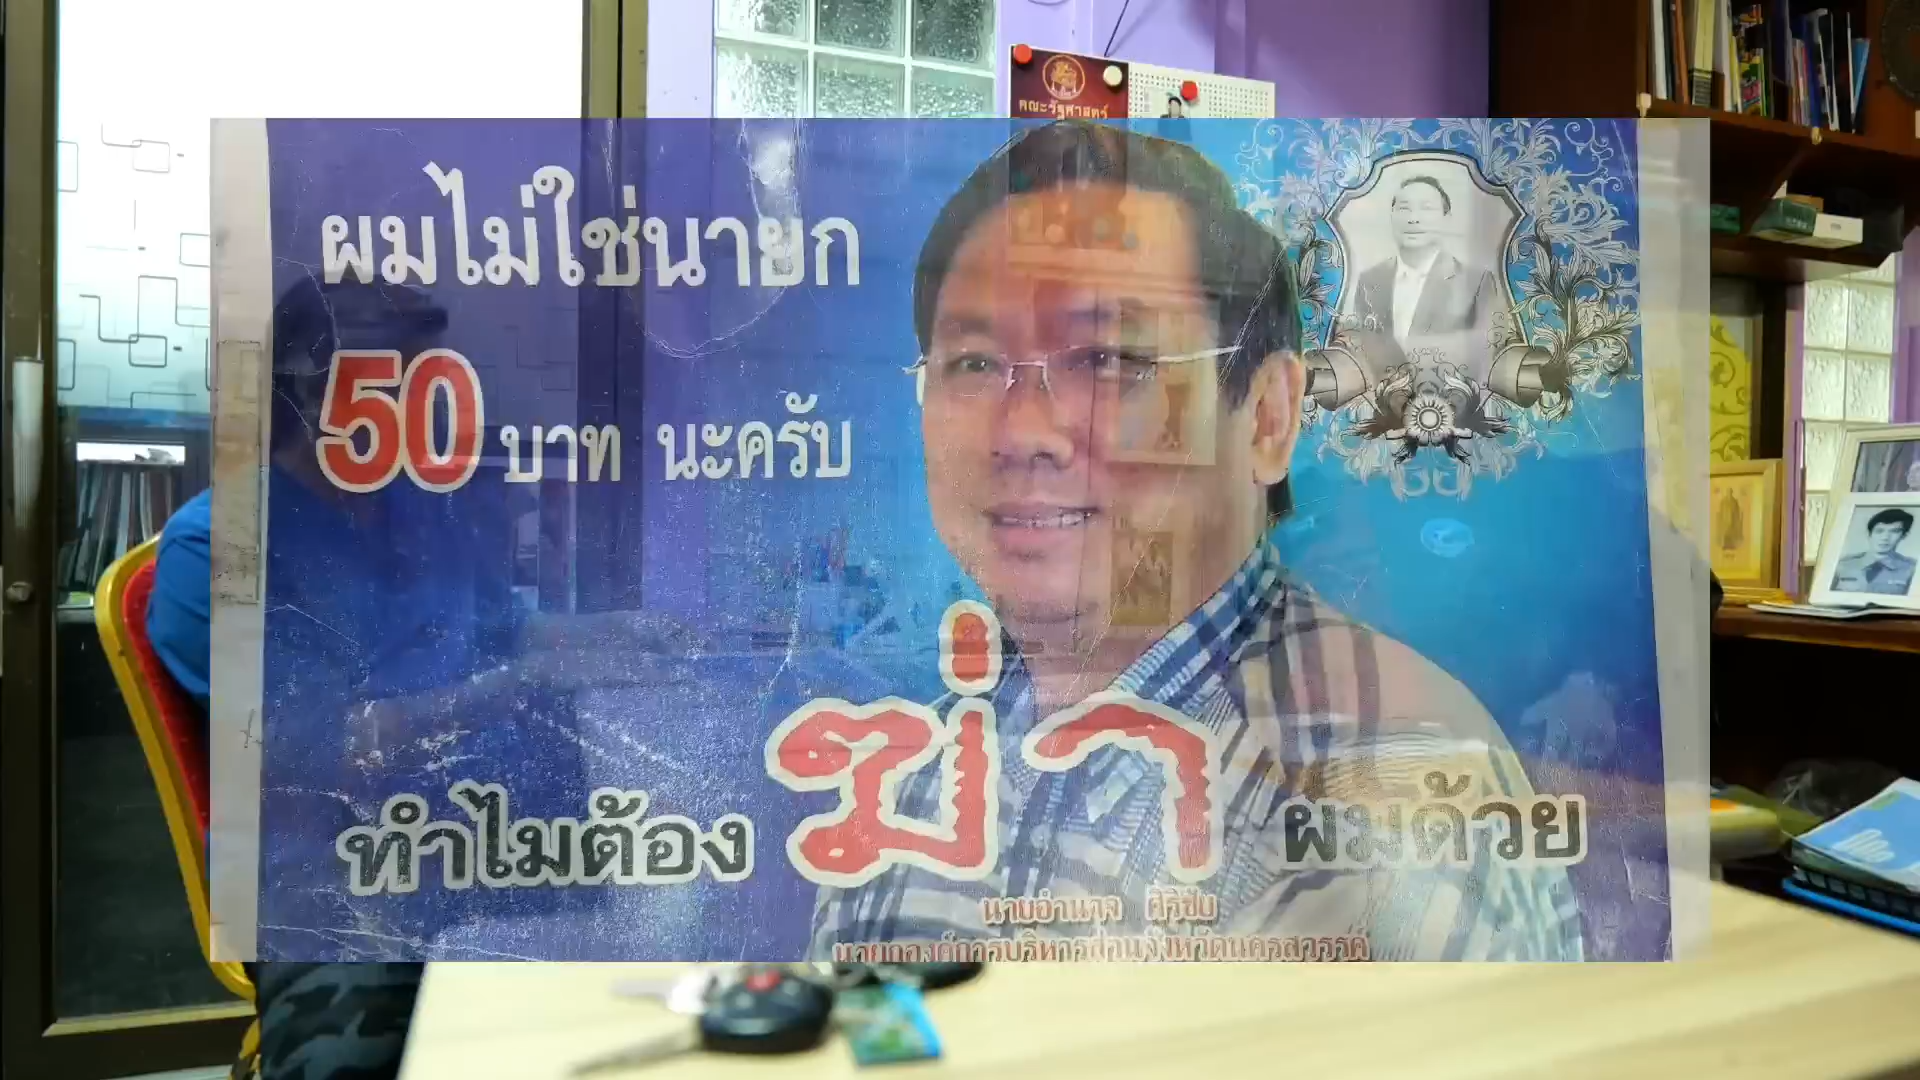 คณะรัฐศาสตร์
ผมไม่ใช่นายก
50 บาท นะครับ
ทำไมต้อง ฆ่า ผมด้วย
นายอำนาจ ศิริชัย
นายกองค์การบริหารส่วนจังหวัดนครสวรรค์